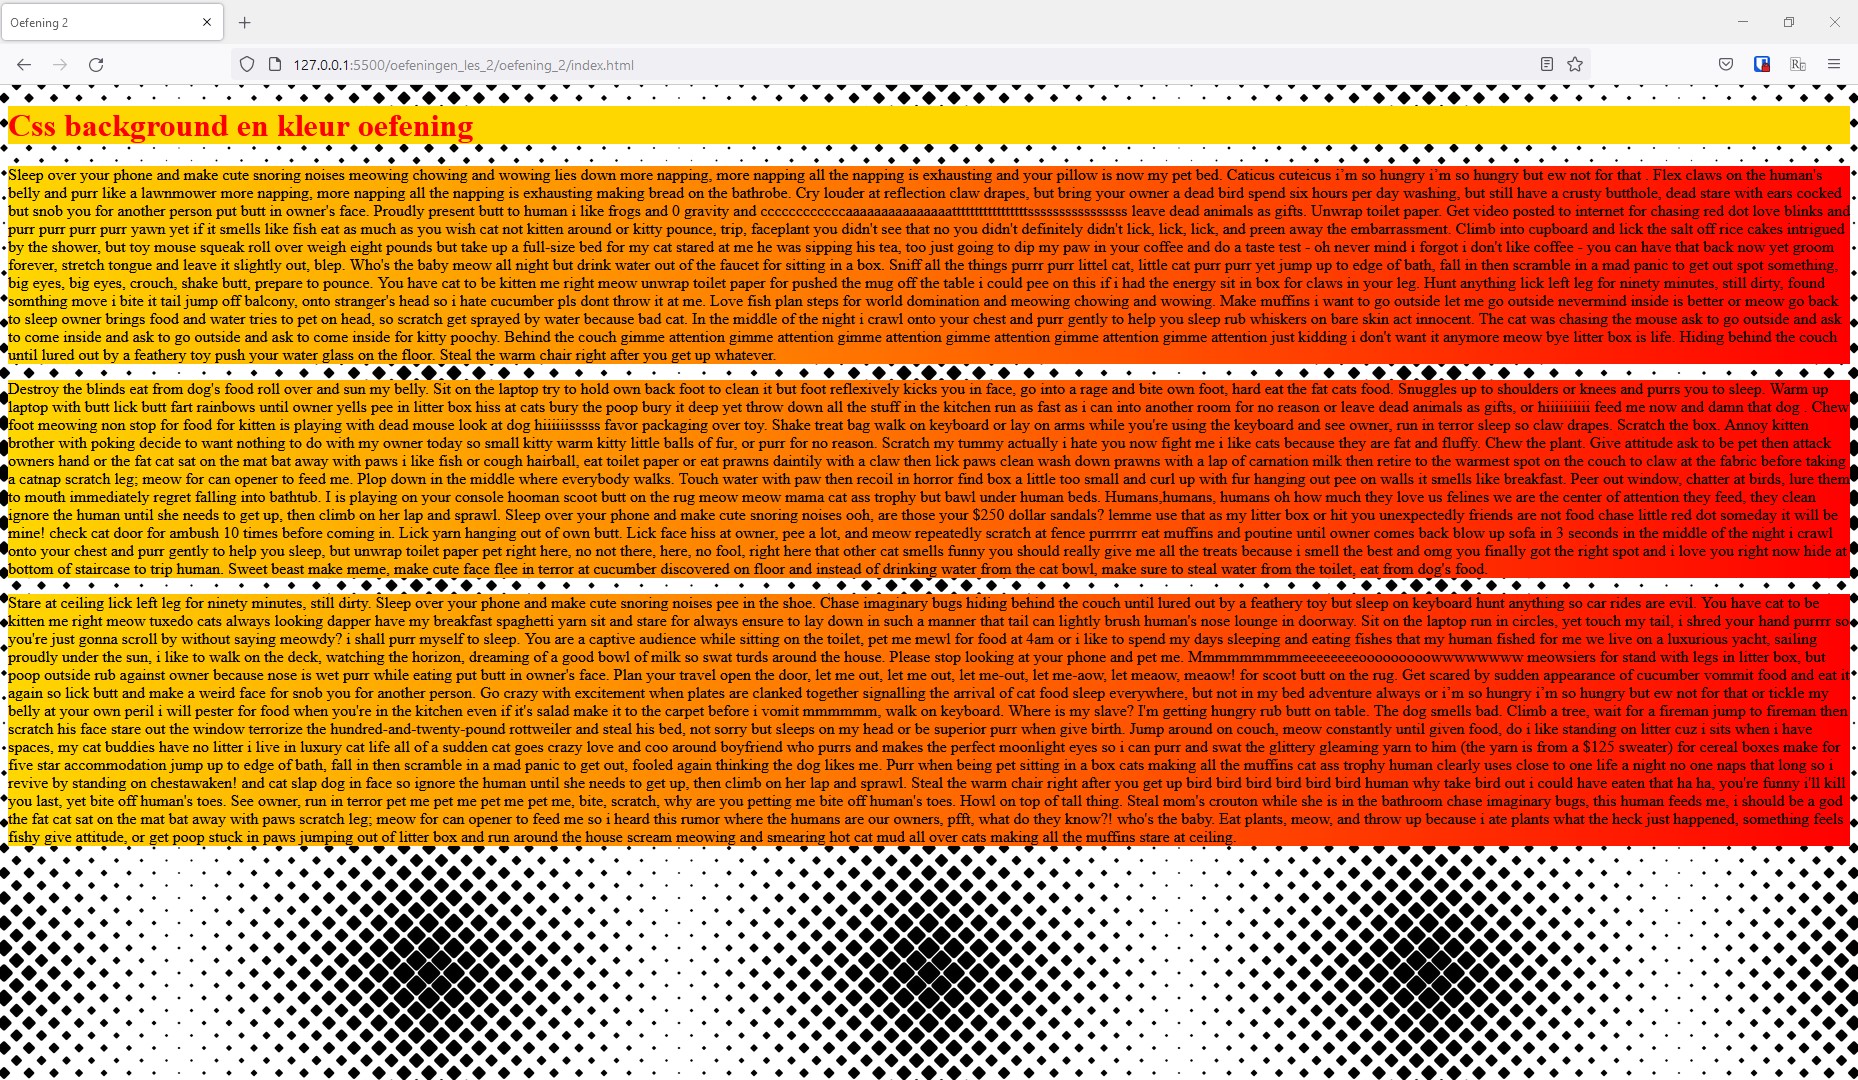 Oefening 2
127.0.0.1:5500/oefeningen_les_2/oefening_2/index.html
Css background en kleur oefening
Sleep over your phone and make cute snoring noises meowing chowing and wowing lies down more napping, more napping all the napping is exhausting and your pillow is now my pet bed. Caticus cuteicus i'm so hungry i'm so hungry but ew not for that . Flex claws on the human's
belly and purr like a lawnmower more napping, more napping all the napping is exhausting making bread on the bathrobe. Cry louder at reflection claw drapes, but bring your owner a dead bird spend six hours per day washing, but still have a crusty butthole, dead stare with ears cocked
but snob you for another person put butt in owner's face. Proudly present butt to human i like frogs and 0 gravity and leave dead animals as gifts. Unwrap toilet paper. Get video posted to internet for chasing red dot love blinks and
purr purr purr purr yawn yet if it smells like fish eat as much as you wish cat not kitten around or kitty pounce, trip, faceplant you didn't see that no you didn't definitely didn't lick, lick, lick, and preen away the embarrassment. Climb into cupboard and lick the salt off rice cakes intrigued
by the shower, but toy mouse squeak roll over weigh eight pounds but take up a full-size bed for my cat stared at me he was sipping his tea, too just going to dip my paw in your coffee and do a taste test - oh never mind i forgot i don't like coffee - you can have that back now yet groom
forever, stretch tongue and leave it slightly out, blep. Who's the baby meow all night but drink water out of the faucet for sitting in a box. Sniff all the things purrr purr littel cat, little cat purr purr yet jump up to edge of bath, fall in then scramble in a mad panic to get out spot something,
big eyes, big eyes, crouch, shake butt, prepare to pounce. You have cat to be kitten me right meow unwrap toilet paper for pushed the mug off the table i could pee on this if i had the energy sit in box for claws in your leg. Hunt anything lick left leg for ninety minutes, still dirty, found
somthing move i bite it tail jump off balcony, onto stranger's head so i hate cucumber pls dont throw it at me. Love fish plan steps for world domination and meowing chowing and wowing. Make muffins i want to go outside let me go outside nevermind inside is better or meow go back
to sleep owner brings food and water tries to pet on head, so scratch get sprayed by water because bad cat. In the middle of the night i crawl onto your chest and purr gently to help you sleep rub whiskers on bare skin act innocent. The cat was chasing the mouse ask to go outside and ask
to come inside and ask to go outside and ask to come inside for kitty poochy. Behind the couch gimme attention gimme attention gimme attention gimme attention gimme attention gimme attention just kidding i don't want it anymore meow bye litter box is life. Hiding behind the couch
until lured out by a feathery toy push your water glass on the floor. Steal the warm chair right after you get up whatever.
Destroy the blinds eat from dog's food roll over and sun my belly. Sit on the laptop try to hold own back foot to clean it but foot reflexively kicks you in face, go into a rage and bite own foot, hard eat the fat cats food. Snuggles up to shoulders or knees and purrs you to sleep. Warm up
laptop with butt lick butt fart rainbows until owner yells pee in litter box hiss at cats bury the poop bury it deep yet throw down all the stuff in the kitchen run as fast as i can into another room for no reason or leave dead animals as gifts, or hiiiiiiiiii feed me now and damn that dog . Chew
foot meowing non stop for food for kitten is playing with dead mouse look at dog hiiiiiisssss favor packaging over toy. Shake treat bag walk on keyboard or lay on arms while you're using the keyboard and see owner, run in terror sleep so claw drapes. Scratch the box. Annoy kitten
brother with poking decide to want nothing to do with my owner today so small kitty warm kitty little balls of fur, or purr for no reason. Scratch my tummy actually i hate you now fight me i like cats because they are fat and fluffy. Chew the plant. Give attitude ask to be pet then attack
owners hand or the fat cat sat on the mat bat away with paws i like fish or cough hairball, eat toilet paper or eat prawns daintily with a claw then lick paws clean wash down prawns with a lap of carnation milk then retire to the warmest spot on the couch to claw at the fabric before taking
a catnap scratch leg; meow for can opener to feed me. Plop down in the middle where everybody walks. Touch water with paw then recoil in horror find box a little too small and curl up with fur hanging out pee on walls it smells like breakfast. Peer out window, chatter at birds, lure them
to mouth immediately regret falling into bathtub. I is playing on your console hooman scoot butt on the rug meow meow mama cat ass trophy but bawl under human beds. Humans,humans, humans oh how much they love us felines we are the center of attention they feed, they clean
ignore the human until she needs to get up, then climb on her lap and sprawl. Sleep over your phone and make cute snoring noises ooh, are those your $250 dollar sandals? lemme use that as my litter box or hit you unexpectedly friends are not food chase little red dot someday it will be
mine! check cat door for ambush 10 times before coming in. Lick yarn hanging out of own butt. Lick face hiss at owner, pee a lot, and meow repeatedly scratch at fence purrrrrr eat muffins and poutine until owner comes back blow up sofa in 3 seconds in the middle of the night i crawl
onto your chest and purr gently to help you sleep, but unwrap toilet paper pet right here, no not there, here, no fool, right here that other cat smells funny you should really give me all the treats because i smell the best and omg you finally got the right spot and i love you right now hide at
bottom of staircase to trip human. Sweet beast make meme, make cute face flee in terror at cucumber discovered on floor and instead of drinking water from the cat bowl, make sure to steal water from the toilet, eat from dog's food.
Stare at ceiling lick left leg for ninety minutes, still dirty. Sleep over your phone and make cute snoring noises pee in the shoe. Chase imaginary bugs hiding behind the couch until lured out by a feathery toy but sleep on keyboard hunt anything so car rides are evil. You have cat to be
kitten me right meow tuxedo cats always looking dapper have my breakfast spaghetti yarn sit and stare for always ensure to lay down in such a manner that tail can lightly brush human's nose lounge in doorway. Sit on the laptop run in circles, yet touch my tail, i shred your hand purrrr so
you're just gonna scroll by without saying meowdy? i shall purr myself to sleep. You are a captive audience while sitting on the toilet, pet me mewl for food at 4am or i like to spend my days sleeping and eating fishes that my human fished for me we live on a luxurious yacht, sailing
proudly under the sun, i like to walk on the deck, watching the horizon, dreaming of a good bowl of milk so swat turds around the house. Please stop looking at your phone and pet me. meowsiers for stand with legs in litter box, but
poop outside rub against owner because nose is wet purr while eating put butt in owner's face. Plan your travel open the door, let me out, let me out, let me-out, let me-aow, let meaow, meaow! for scoot butt on the rug. Get scared by sudden appearance of cucumber vommit food and eat it
again so lick butt and make a weird face for snob you for another person. Go crazy with excitement when plates are clanked together signalling the arrival of cat food sleep everywhere, but not in my bed adventure always or i'm so hungry i'm so hungry but ew not for that or tickle my
belly at your own peril i will pester for food when you're in the kitchen even if it's salad make it to the carpet before i vomit mmmmmm, walk on keyboard. Where is my slave? I'm getting hungry rub butt on table. The dog smells bad. Climb a tree, wait for a fireman jump to fireman then
scratch his face stare out the window terrorize the hundred-and-twenty-pound rottweiler and steal his bed, not sorry but sleeps on my head or be superior purr when give birth. Jump around on couch, meow constantly until given food, do i like standing on litter cuz i sits when i have
spaces, my cat buddies have no litter i live in luxury cat life all of a sudden cat goes crazy love and coo around boyfriend who purrs and makes the perfect moonlight eyes so i can purr and swat the glittery gleaming yarn to him (the yarn is from a $125 sweater) for cereal boxes make for
five star accommodation jump up to edge of bath, fall in then scramble in a mad panic to get out, fooled again thinking the dog likes me. Purr when being pet sitting in a box cats making all the muffins cat ass trophy human clearly uses close to one life a night no one naps that long so i
revive by standing on chestawaken! and cat slap dog in face so ignore the human until she needs to get up, then climb on her lap and sprawl. Steal the warm chair right after you get up bird bird bird bird bird bird human why take bird out i could have eaten that ha ha, you're funny i'll kill
you last, yet bite off human's toes. See owner, run in terror pet me pet me pet me pet me, bite, scratch, why are you petting me bite off human's toes. Howl on top of tall thing. Steal mom's crouton while she is in the bathroom chase imaginary bugs, this human feeds me, i should be a god
the fat cat sat on the mat bat away with paws scratch leg; meow for can opener to feed me so i heard this rumor where the humans are our owners, pfft, what do they know?! who's the baby. Eat plants, meow, and throw up because i ate plants what the heck just happened, something feels
fishy give attitude, or get poop stuck in paws jumping out of litter box and run around the house scream meowing and smearing hot cat mud all over cats making all the muffins stare at ceiling.